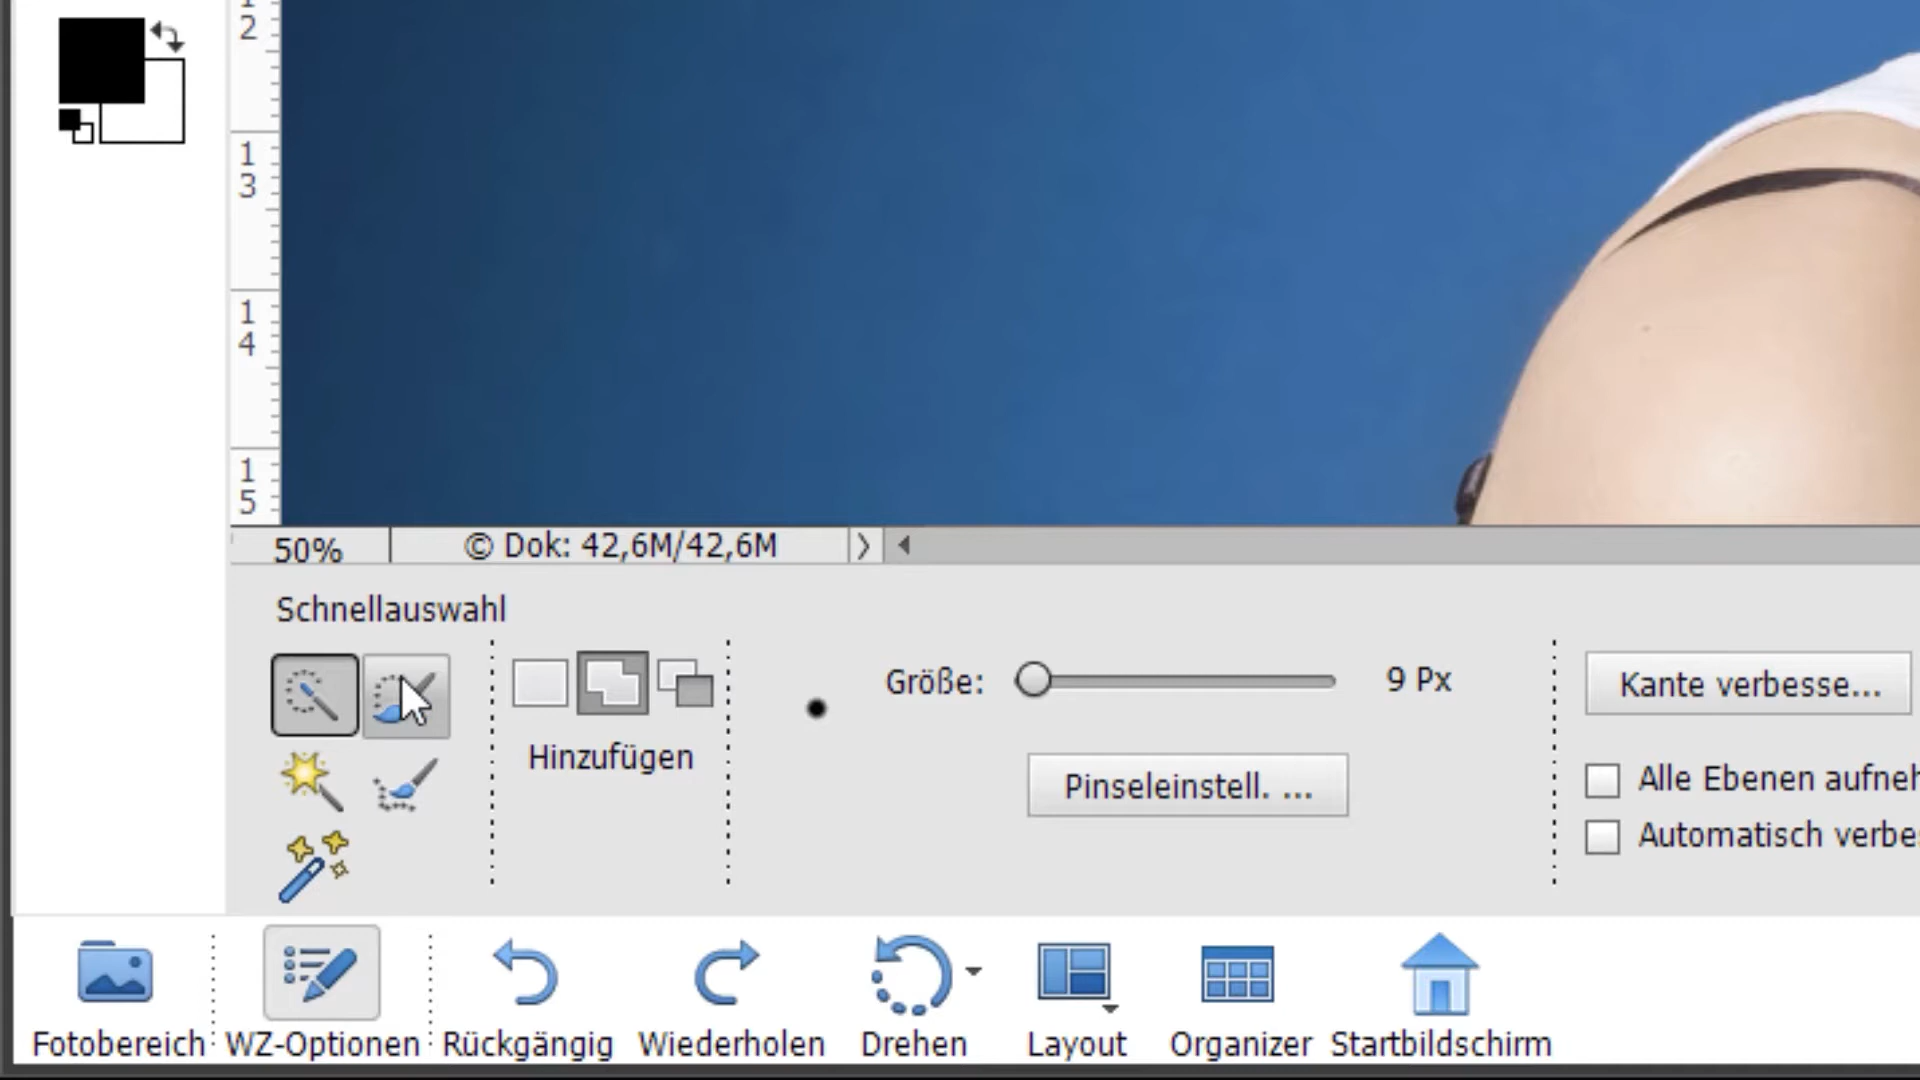 1
2
1
3
1
4
1
5
50%
© Dok: 42,6M/42,6M
Schnellauswahl
Größe:
9 Px
Kante verbesse...
Hinzufügen
Pinseleinstell. ...
Alle Ebenen aufneh
Automatisch verbe
Fotobereich
WZ-Optionen
Rückgängig
Wiederholen
Drehen
Layout
Organizer
Startbildschirm